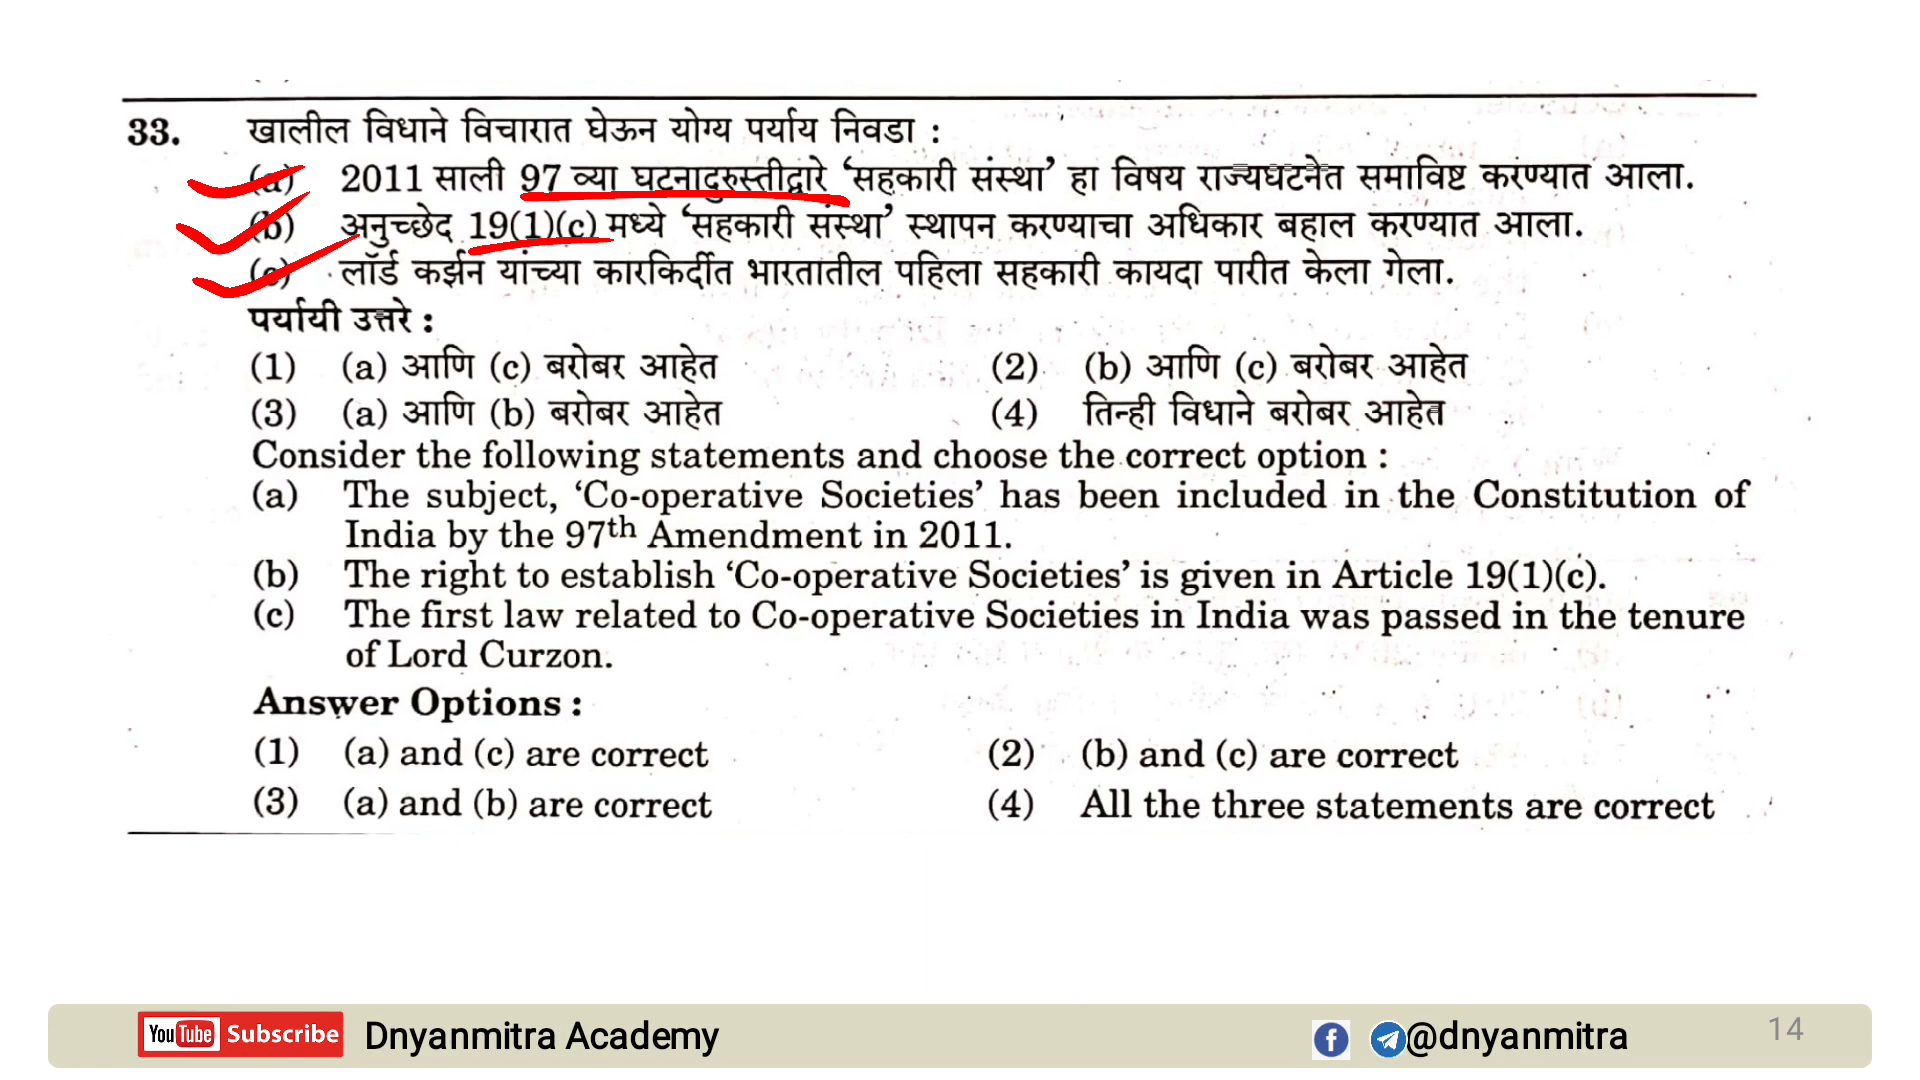 33. खालील विधाने विचारात घेऊन योग्य पर्याय निवडा :
(a) 2011 साली 97 व्या घटनादुरुस्तीद्वारे ‘सहकारी संस्था’ हा विषय राज्यघटनेत समाविष्ट करण्यात आला.
(b) अनुच्छेद 19(1)(c) मध्ये ‘सहकारी संस्था’ स्थापन करण्याचा अधिकार बहाल करण्यात आला.
(c) लॉर्ड कर्झन यांच्या कारकिर्दीत भारतातील पहिला सहकारी कायदा पारीत केला गेला.
पर्यायी उत्तरे :
(1) (a) आणि (c) बरोबर आहेत (2) (b) आणि (c) बरोबर आहेत
(3) (a) आणि (b) बरोबर आहेत (4) तिन्ही विधाने बरोबर आहेत
Consider the following statements and choose the correct option :
(a) The subject, ‘Co-operative Societies’ has been included in the Constitution of
India by the 97th Amendment in 2011.
(b) The right to establish ‘Co-operative Societies’ is given in Article 19(1)(c).
(c) The first law related to Co-operative Societies in India was passed in the tenure
of Lord Curzon.
Answer Options :
(1) (a) and (c) are correct (2) (b) and (c) are correct
(3) (a) and (b) are correct (4) All the three statements are correct
YouTube Subscribe Dnyanmitra Academy @dnyanmitra 14